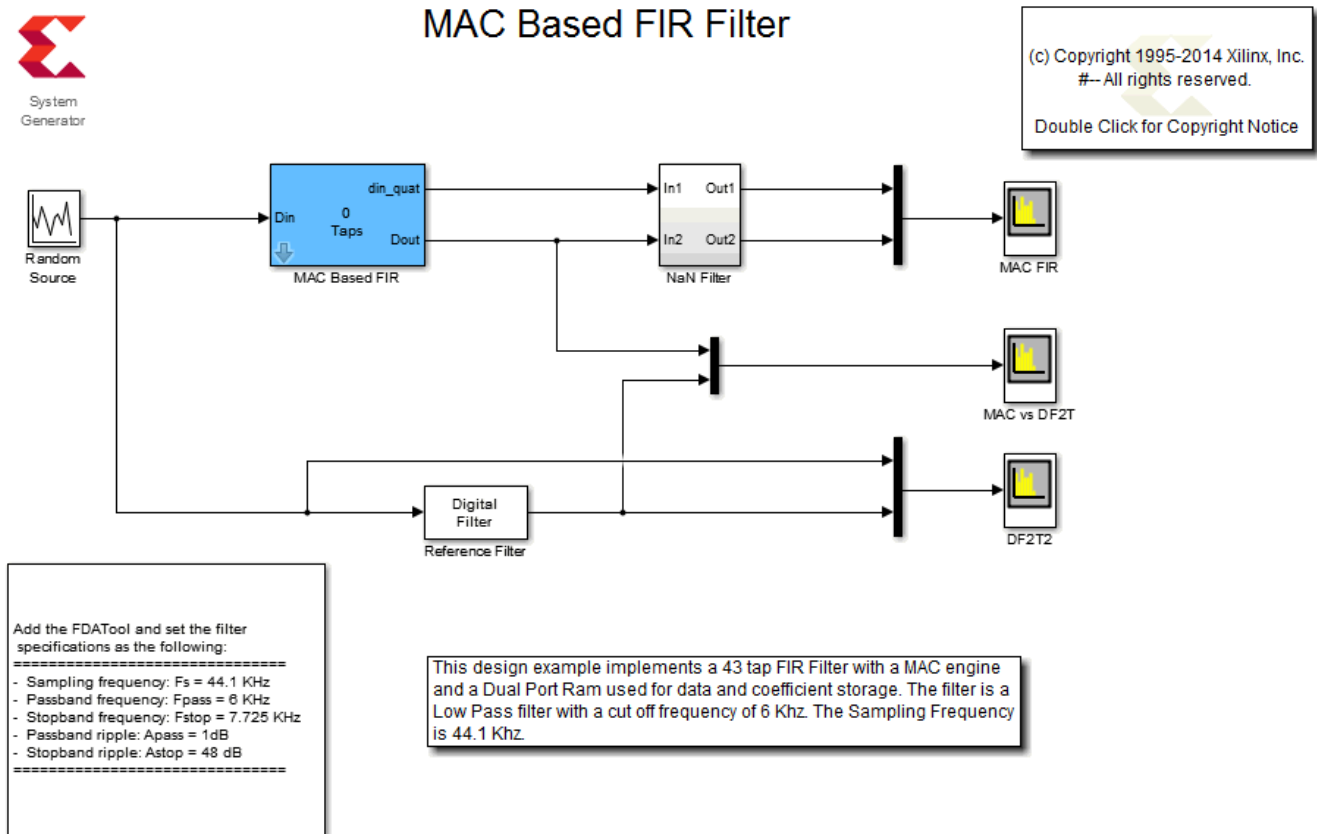 MAC Based FIR Filter
System
Generator
(c) Copyright 1995-2014 Xilinx, Inc.
#-- All rights reserved.
Double Click for Copyright Notice
Random
Source
Din
0
Taps
din_quat
Dout
MAC Based FIR
In1
Out1
In2
Out2
NaN Filter
MAC FIR
MAC vs DF2T
Digital
Filter
Reference Filter
DF2T2
Add the FDATool and set the filter
specifications as the following:
===============================
- Sampling frequency: Fs = 44.1 KHz
- Passband frequency: Fpass = 6 KHz
- Stopband frequency: Fstop = 7.725 KHz
- Passband ripple: Apass = 1dB
- Stopband ripple: Astop = 48 dB
===============================
This design example implements a 43 tap FIR Filter with a MAC engine
and a Dual Port Ram used for data and coefficient storage. The filter is a
Low Pass filter with a cut off frequency of 6 Khz. The Sampling Frequency
is 44.1 Khz.